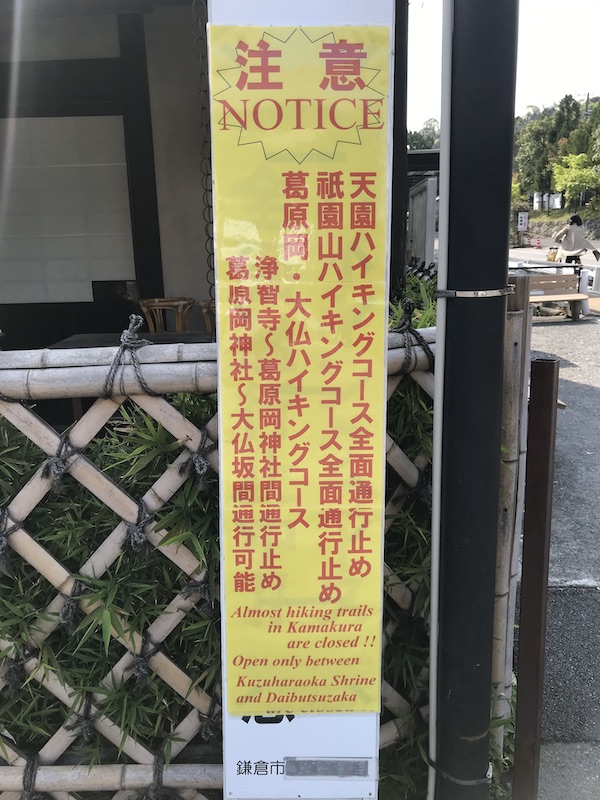 注意
NOTICE
天園ハイキングコース全面通行止め
祇園山ハイキングコース全面通行止め
葛原岡・大仏ハイキングコース
浄智寺～葛原岡神社間通行止め
葛原岡神社～大仏坂間通行可能
Almost hiking trails
in Kamakura
are closed !!
Open only between
Kuzuharaoka Shrine
and Daibutsuzaka
鎌倉市